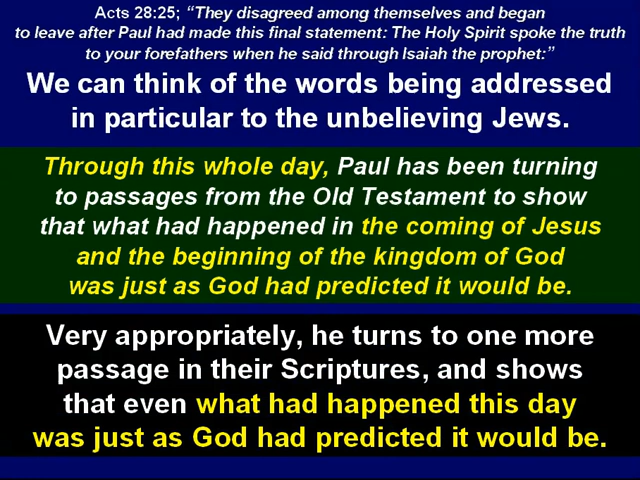 Acts 28:25; “They disagreed among themselves and began
to leave after Paul had made this final statement: The Holy Spirit spoke the truth
to your forefathers when he said through Isaiah the prophet:”
We can think of the words being addressed
in particular to the unbelieving Jews.
Through this whole day, Paul has been turning
to passages from the Old Testament to show
that what had happened in the coming of Jesus
and the beginning of the kingdom of God
was just as God had predicted it would be.
Very appropriately, he turns to one more
passage in their Scriptures, and shows
that even what had happened this day
was just as God had predicted it would be.